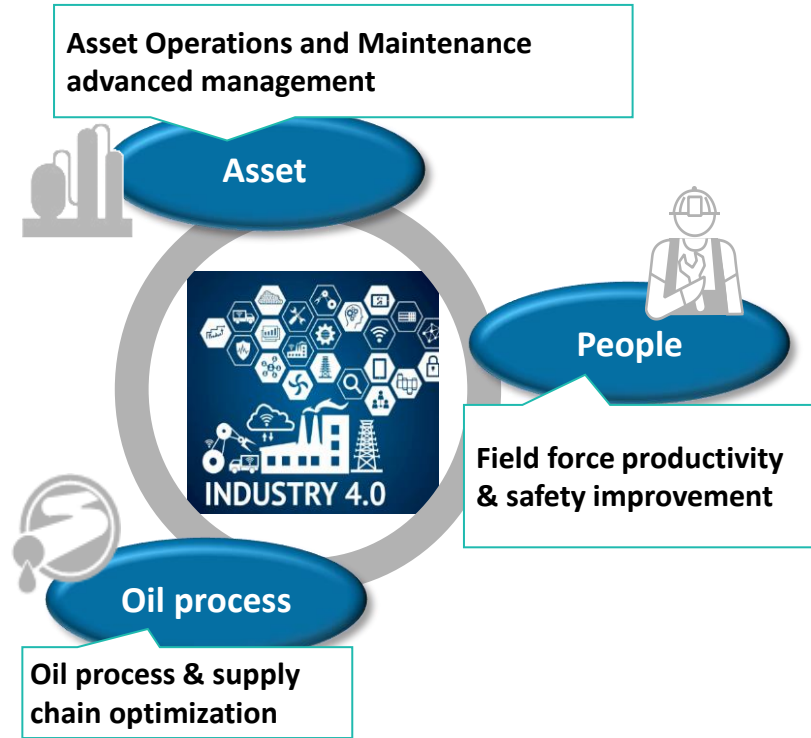 Asset Operations and Maintenance
advanced management
Asset
People
Field force productivity
& safety improvement
INDUSTRY 4.0
Oil process
Oil process & supply
chain optimization